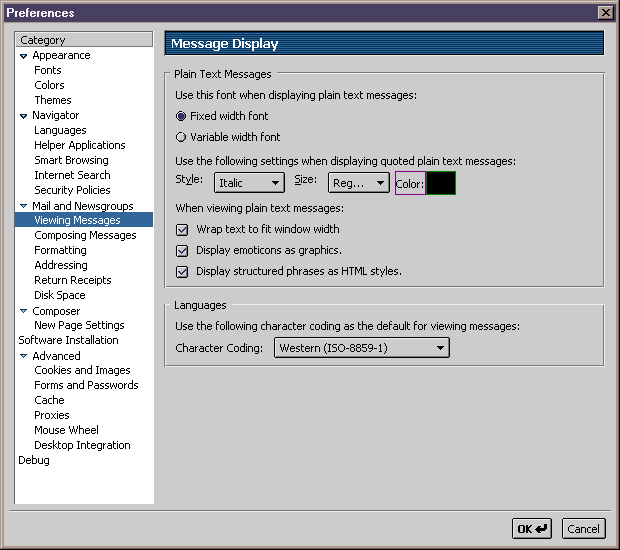 Preferences
Category
Appearance
Fonts
Colors
Themes
Navigator
Languages
Helper Applications
Smart Browsing
Internet Search
Security Policies
Mail and Newsgroups
Viewing Messages
Composing Messages
Formatting
Addressing
Return Receipts
Disk Space
Composer
New Page Settings
Software Installation
Advanced
Cookies and Images
Forms and Passwords
Cache
Proxies
Mouse Wheel
Desktop Integration
Debug
Message Display
Plain Text Messages
Use this font when displaying plain text messages:
Fixed width font
Variable width font
Use the following settings when displaying quoted plain text messages:
Style: Italic Size: Reg... Color:
When viewing plain text messages:
Wrap text to fit window width
Display emoticons as graphics.
Display structured phrases as HTML styles.
Languages
Use the following character coding as the default for viewing messages:
Character Coding: Western (ISO-8859-1)
OK Cancel